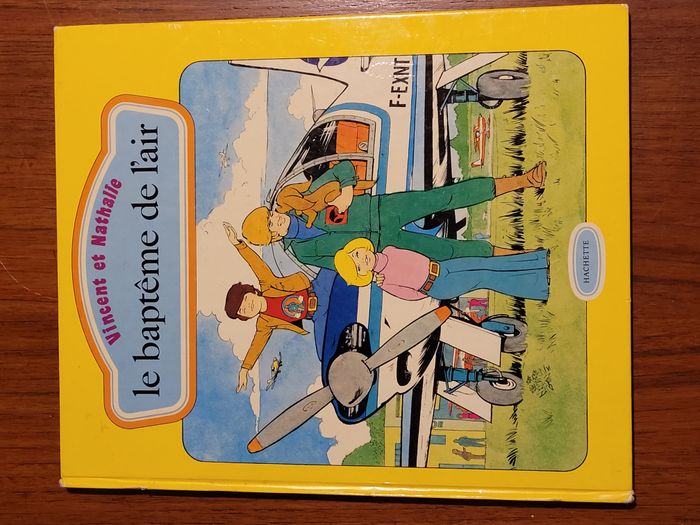 Vincent et Nathalie
le baptême de l'air
F-EXNT
HACHETTE